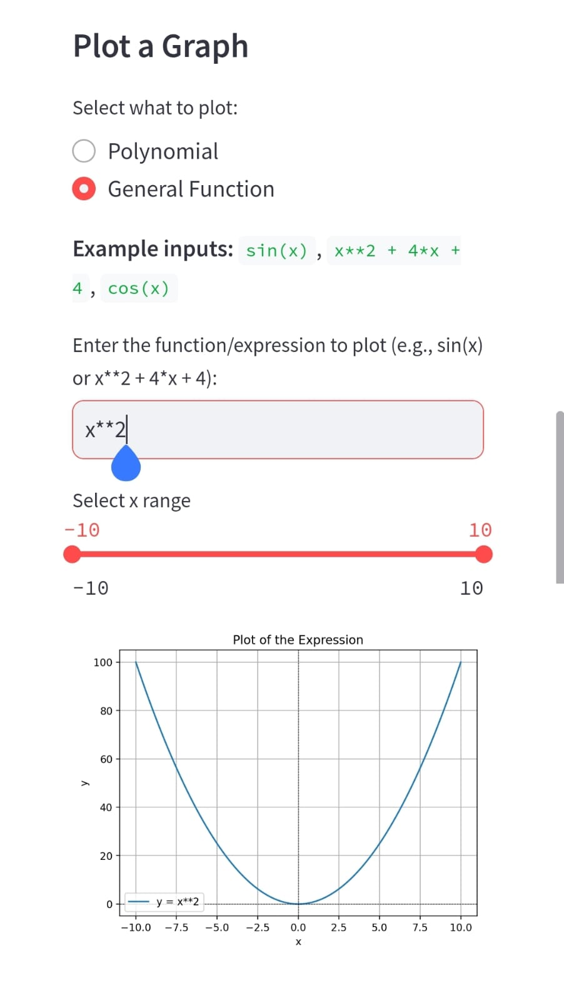 Plot a Graph
Select what to plot:
Polynomial
General Function
Example inputs: sin(x) , x**2 + 4*x +
4 , cos(x)
Enter the function/expression to plot (e.g., sin(x)
or x**2 + 4*x + 4):
x**2
Select x range
-10 10
-10 10
Plot of the Expression
100
80
60
y
40
20
0
y = x**2
−10.0 −7.5 −5.0 −2.5 0.0 2.5 5.0 7.5 10.0
x